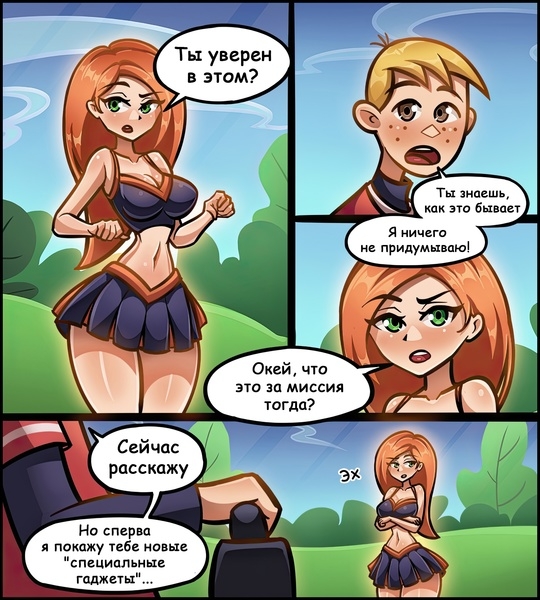 Ты уверен
в этом?
Ты знаешь,
как это бывает
Я ничего
не придумываю!
Окей, что
это за миссия
тогда?
Сейчас
расскажу
Но сперва
я покажу тебе новые
"специальные
гаджеты"...
эх